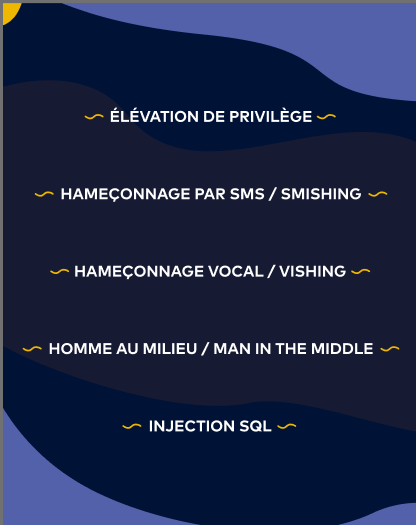 ÉLÉVATION DE PRIVILÈGE
HAMEÇONNAGE PAR SMS / SMISHING
HAMEÇONNAGE VOCAL / VISHING
HOMME AU MILIEU / MAN IN THE MIDDLE
INJECTION SQL